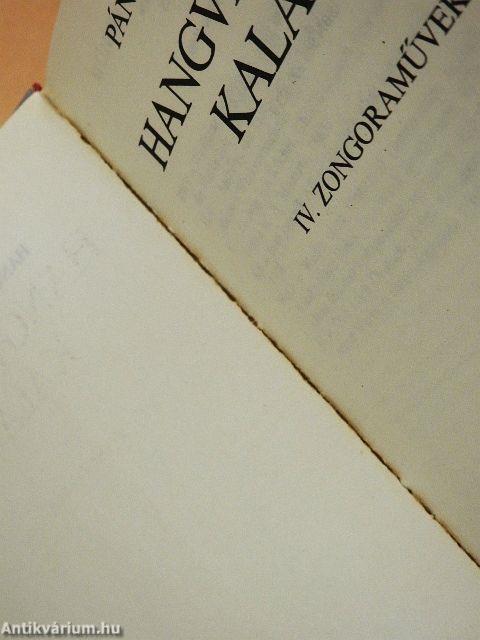 PÁN
HANGV
KALA
IV. ZONGORAMŰVEK
Antikvárium.hu